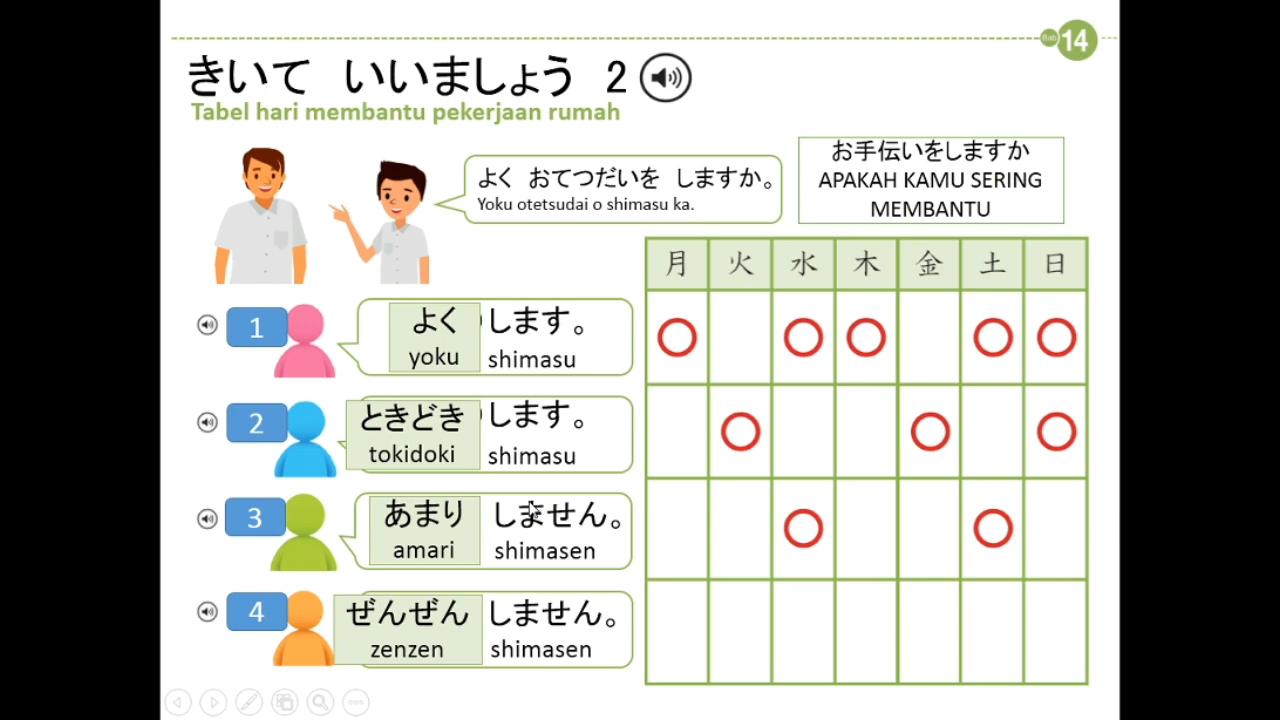 Bab 14
きいて いいましょう 2
Tabel hari membantu pekerjaan rumah
よく おてつだいを しますか。
Yoku otetsudai o shimasu ka.
お手伝いをしますか
APAKAH KAMU SERING
MEMBANTU
月 火 水 木 金 土 日
1
よく します。
yoku shimasu
2
ときどき します。
tokidoki shimasu
3
あまり しません。
amari shimasen
4
ぜんぜん しません。
zenzen shimasen